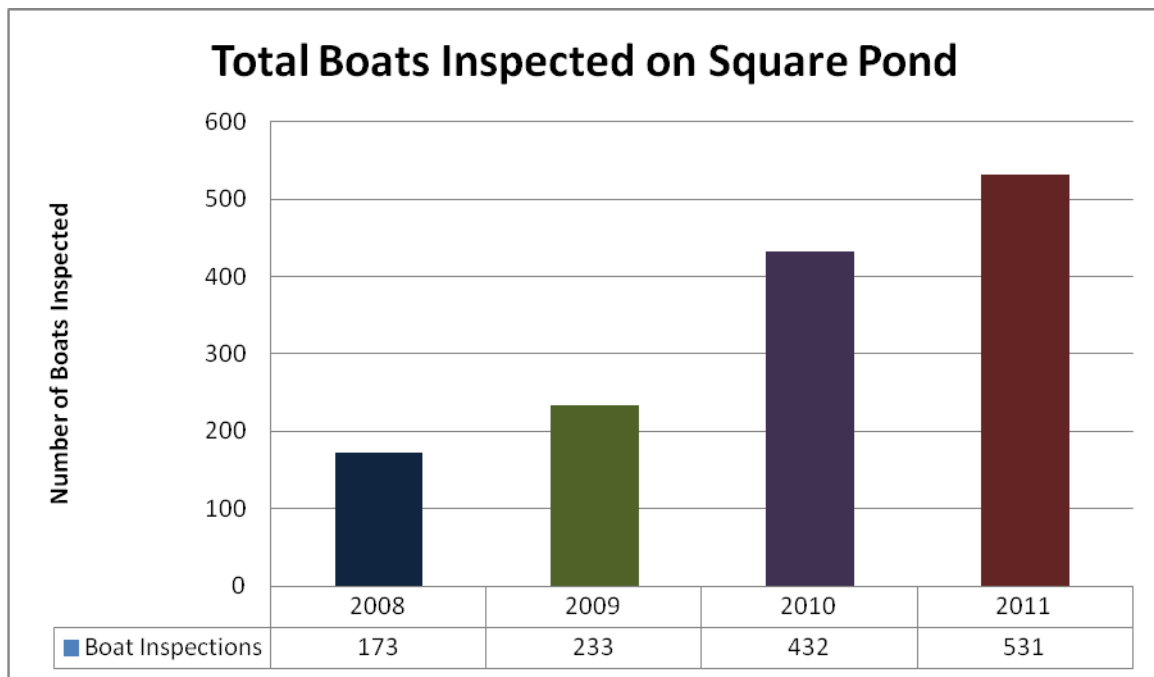 Total Boats Inspected on Square Pond
Number of Boats Inspected
600
500
400
300
200
100
0
2008 2009 2010 2011
Boat Inspections 173 233 432 531